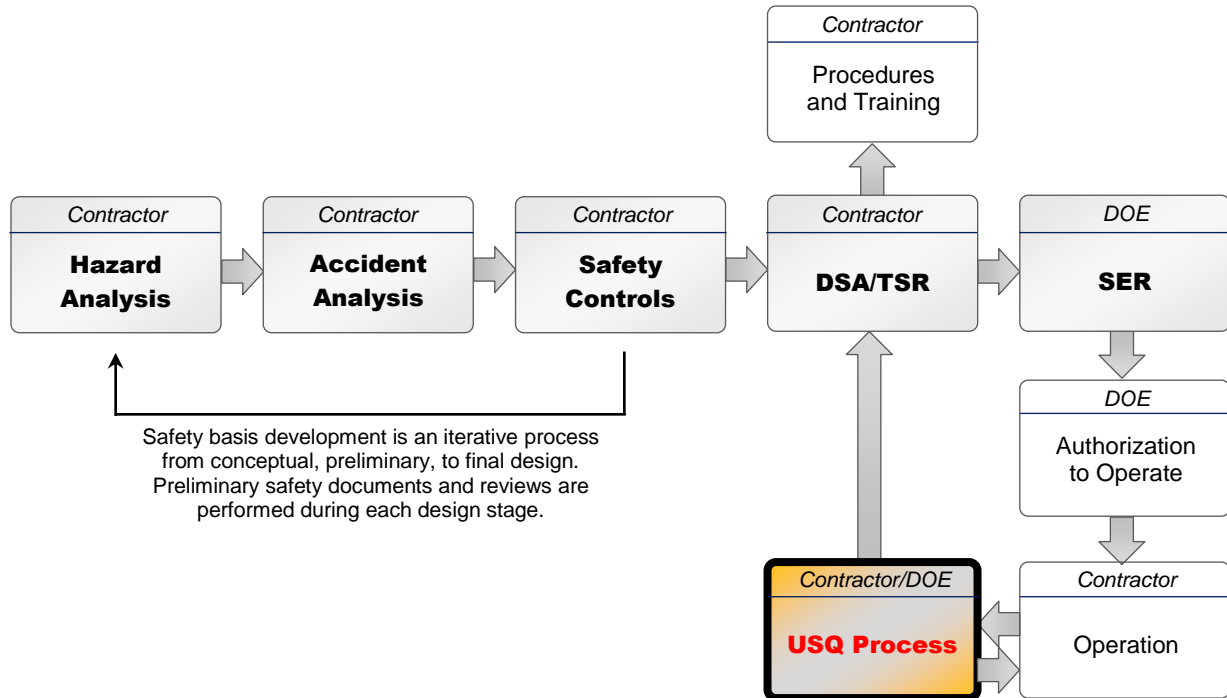 Contractor
Procedures
and Training
Contractor
Hazard
Analysis
Contractor
Accident
Analysis
Contractor
Safety
Controls
Contractor
DSA/TSR
DOE
SER
Safety basis development is an iterative process
from conceptual, preliminary, to final design.
Preliminary safety documents and reviews are
performed during each design stage.
DOE
Authorization
to Operate
Contractor/DOE
USQ Process
Contractor
Operation